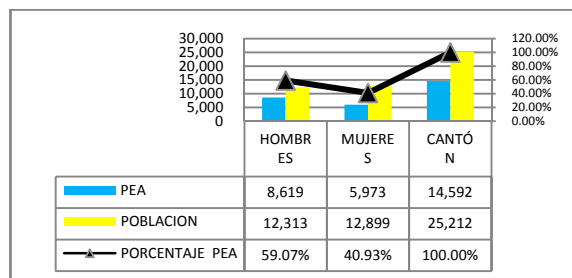 30,000 120.00%
25,000 100.00%
20,000 80.00%
15,000 60.00%
10,000 40.00%
5,000 20.00%
0 0.00%
HOMBR MUJERE CANTÓ
ES S N
PEA 8,619 5,973 14,592
POBLACION 12,313 12,899 25,212
PORCENTAJE PEA 59.07% 40.93% 100.00%